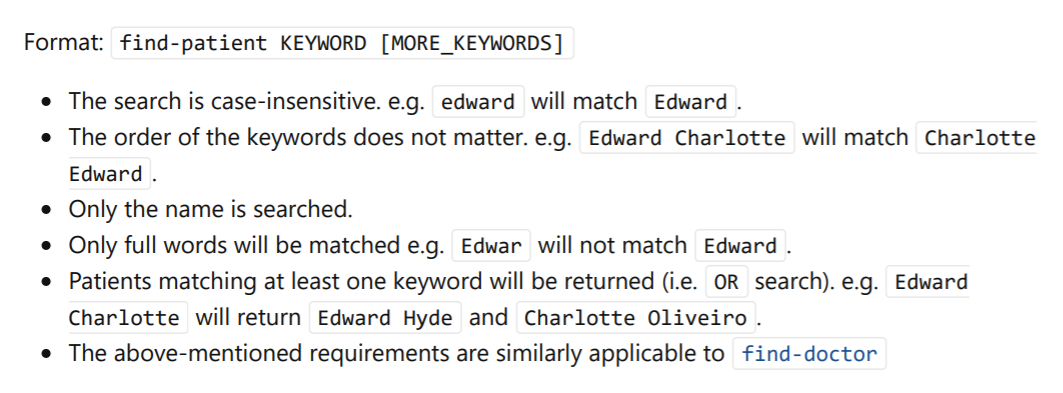 Format: find-patient KEYWORD [MORE_KEYWORDS]
• The search is case-insensitive. e.g. edward will match Edward .
• The order of the keywords does not matter. e.g. Edward Charlotte will match Charlotte
Edward .
• Only the name is searched.
• Only full words will be matched e.g. Edwar will not match Edward .
• Patients matching at least one keyword will be returned (i.e. OR search). e.g. Edward
Charlotte will return Edward Hyde and Charlotte Oliveiro .
• The above-mentioned requirements are similarly applicable to find-doctor